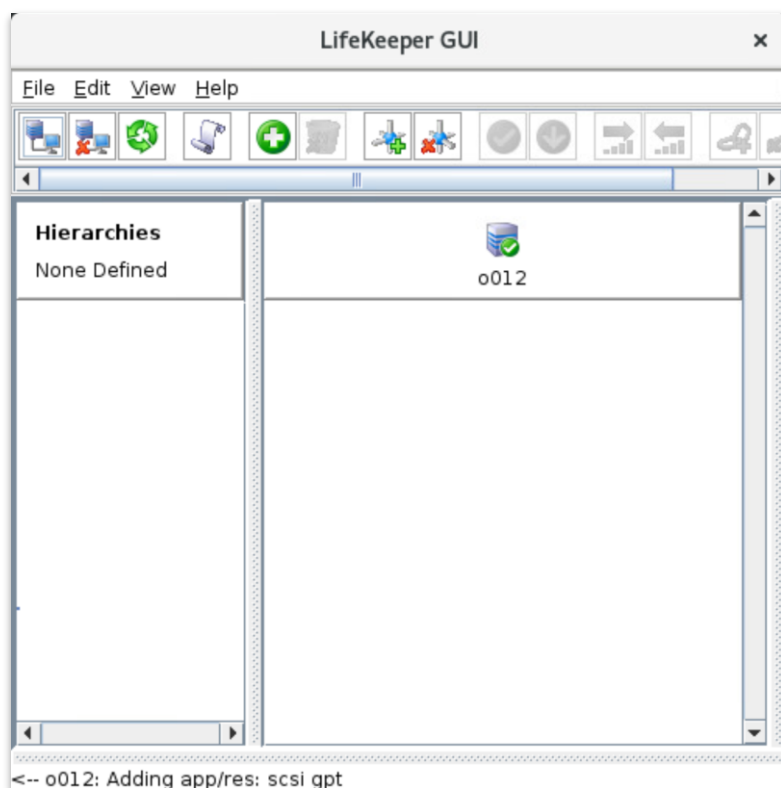 LifeKeeper GUI
File Edit View Help
Hierarchies
None Defined
o012
<-- o012: Adding app/res: scsi gpt